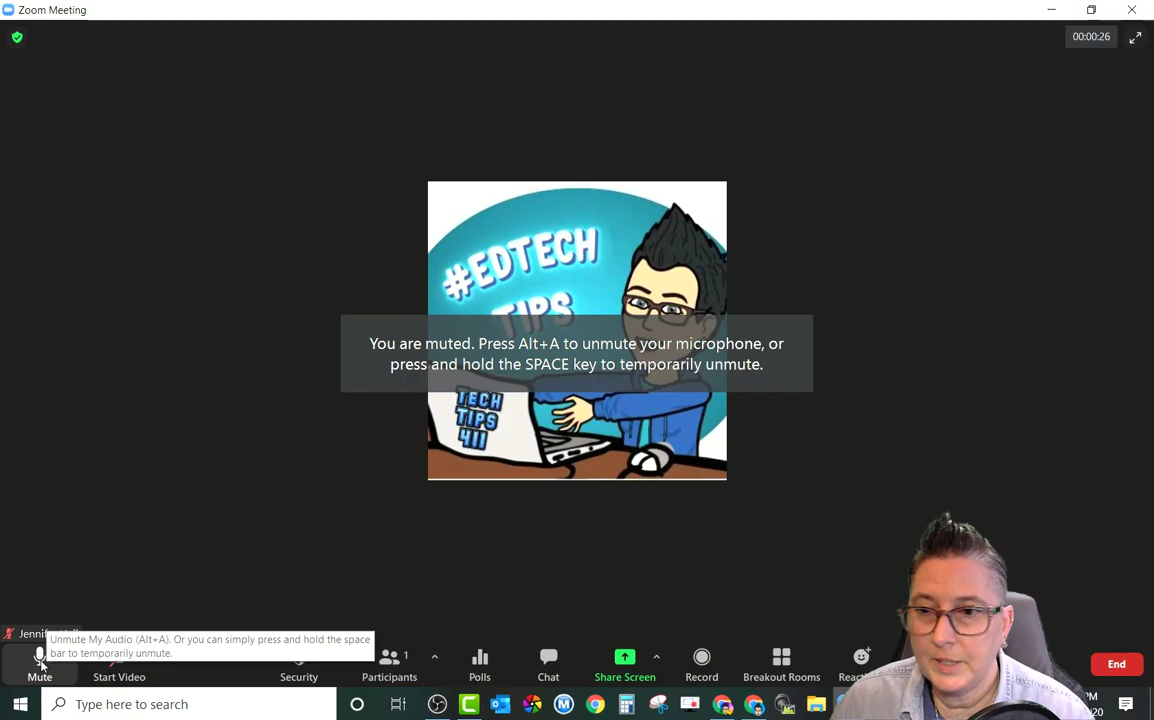 Zoom Meeting
00:00:26
#EDTECH
TIPS
You are muted. Press Alt+A to unmute your microphone, or
press and hold the SPACE key to temporarily unmute.
TECH
TIPS
411
Unmute My Audio (Alt+A). Or you can simply press and hold the space
bar to temporarily unmute.
1
Mute
Start Video
Security
Participants
Polls
Chat
Share Screen
Record
Breakout Rooms
End
Type here to search